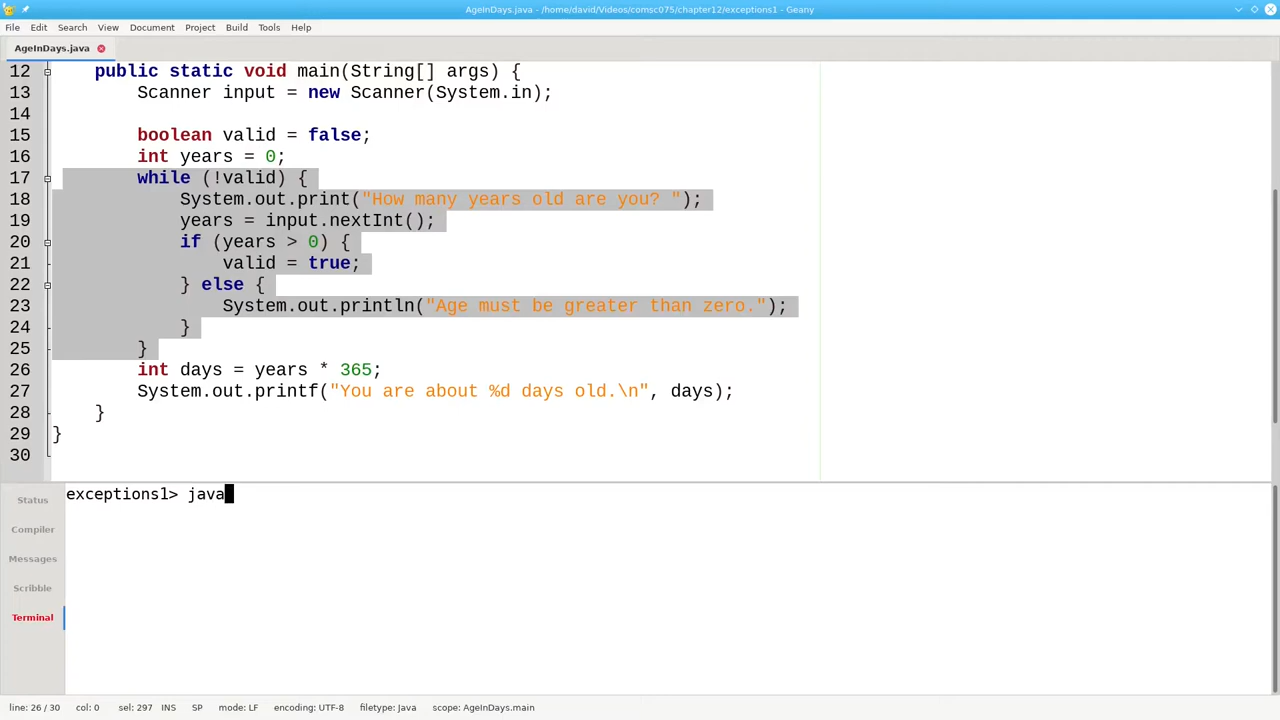 AgeInDays.java - /home/david/Videos/comsc075/chapter12/exceptions1 - Geany
File Edit Search View Document Project Build Tools Help
AgeInDays.java
12 public static void main(String[] args) {
13 Scanner input = new Scanner(System.in);
14
15 boolean valid = false;
16 int years = 0;
17 while (!valid) {
18 System.out.print("How many years old are you? ");
19 years = input.nextInt();
20 if (years > 0) {
21 valid = true;
22 } else {
23 System.out.println("Age must be greater than zero.");
24 }
25 }
26 int days = years * 365;
27 System.out.printf("You are about %d days old.\n", days);
28 }
29 }
30
Status
Compiler
Messages
Scribble
Terminal
exceptions1> java
line: 26 / 30 col: 0 sel: 297 INS SP mode: LF encoding: UTF-8 filetype: Java scope: AgeInDays.main